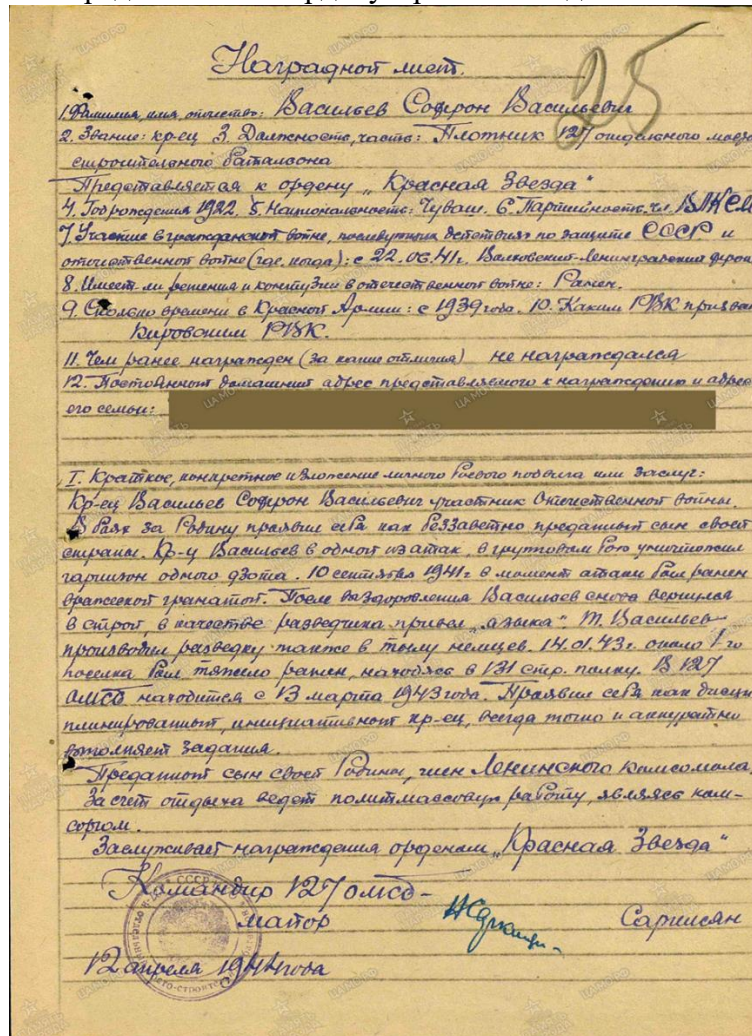 25
Наградной лист.
1. Фамилия, имя, отчество: Васильев Софрон Васильевич
2. Звание: кр-ец 3. Должность, часть: Плотник 127 отдельного мосто
строительного батальона
Представляется к ордену „Красная Звезда“
4. Год рождения 1922. 5. Национальность: Чуваш. 6. Партийность: чл. ВЛКСМ
7. Участие в гражданской войне, последующих действиях по защите СССР и
отечественной войне (где, когда): с 22.06.41г. Волховский-Ленинградский фрон
8. Имеет ли ранения и контузии в отечественной войне: Ранен.
9. Сколько времени в Красной Армии: с 1939 года. 10. Каким РВК призван
Кировским РВК.
11. Чем ранее награжден (за какие отличия) не награждался
12. Постоянный домашний адрес представляемого к награждению и адрес
его семьи:
I. Краткое, конкретное изложение личного боевого подвига или заслуг:
Кр-ец Васильев Софрон Васильевич участник Отечественной войны.
В боях за Родину проявил себя как беззаветно преданный сын своей
страны. Кр-ц Васильев в одной из атак, в групповом бою уничтожил
гарнизон одного дзота. 10 сентября 1941г. в момент атаки был ранен
вражеской гранатой. После выздоровления Васильев снова вернулся
в строй, в качестве разведчика привел „языка“. Т. Васильев
производил разведку также в тылу немцев. 14.01.43г. около 1-го
поселка был тяжело ранен, находясь в 131 стр. полку. В 127
ОМСБ находится с 13 марта 1943 года. Проявил себя как дисци
плинированный, инициативный кр-ец, всегда точно и аккуратно
выполняет задания.
Преданный сын своей Родины, член Ленинского комсомола,
За счет отдыха ведет политмассовую работу, являясь ком-
соргом.
Заслуживает награждения орденом „Красная Звезда“
Командир 127 ОМСБ-
майор Саркисян
12 апреля 1944 года